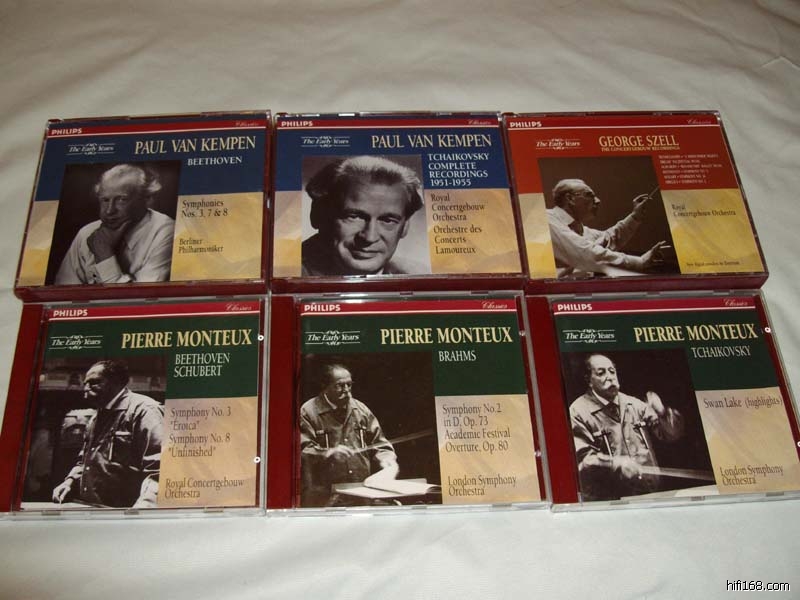 PHILIPS
Classics
The Early Years
PAUL VAN KEMPEN
BEETHOVEN
Symphonies
Nos. 3, 7 & 8
Berliner
Philharmoniker
PHILIPS
Classics
The Early Years
PAUL VAN KEMPEN
TCHAIKOVSKY
COMPLETE
RECORDINGS
1951-1955
Royal
Concertgebouw
Orchestra
Orchestre des
Concerts
Lamoureux
PHILIPS
Classics
The Early Years
GEORGE SZELL
THE CONCERTGEBOUW RECORDINGS
Royal
Concertgebouw Orchestra
PHILIPS
Classics
The Early Years
PIERRE MONTEUX
BEETHOVEN
SCHUBERT
Symphony No. 3
"Eroica"
Symphony No. 8
"Unfinished"
Royal Concertgebouw
Orchestra
PHILIPS
Classics
The Early Years
PIERRE MONTEUX
BRAHMS
Symphony No. 2
in D, Op. 73
Academic Festival
Overture, Op. 80
London Symphony
Orchestra
PHILIPS
Classics
The Early Years
PIERRE MONTEUX
TCHAIKOVSKY
Swan Lake (highlights)
London Symphony
Orchestra
hifi168.com